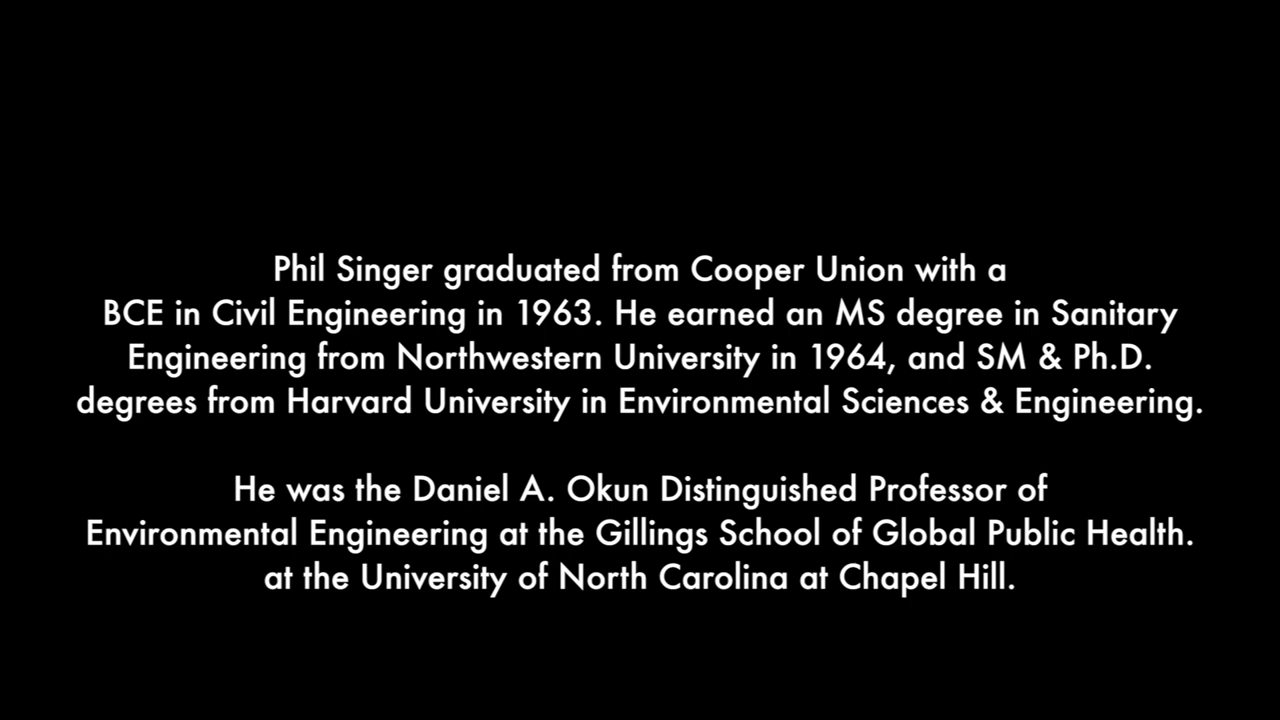 Phil Singer graduated from Cooper Union with a
BCE in Civil Engineering in 1963. He earned an MS degree in Sanitary
Engineering from Northwestern University in 1964, and SM & Ph.D.
degrees from Harvard University in Environmental Sciences & Engineering.
He was the Daniel A. Okun Distinguished Professor of
Environmental Engineering at the Gillings School of Global Public Health.
at the University of North Carolina at Chapel Hill.